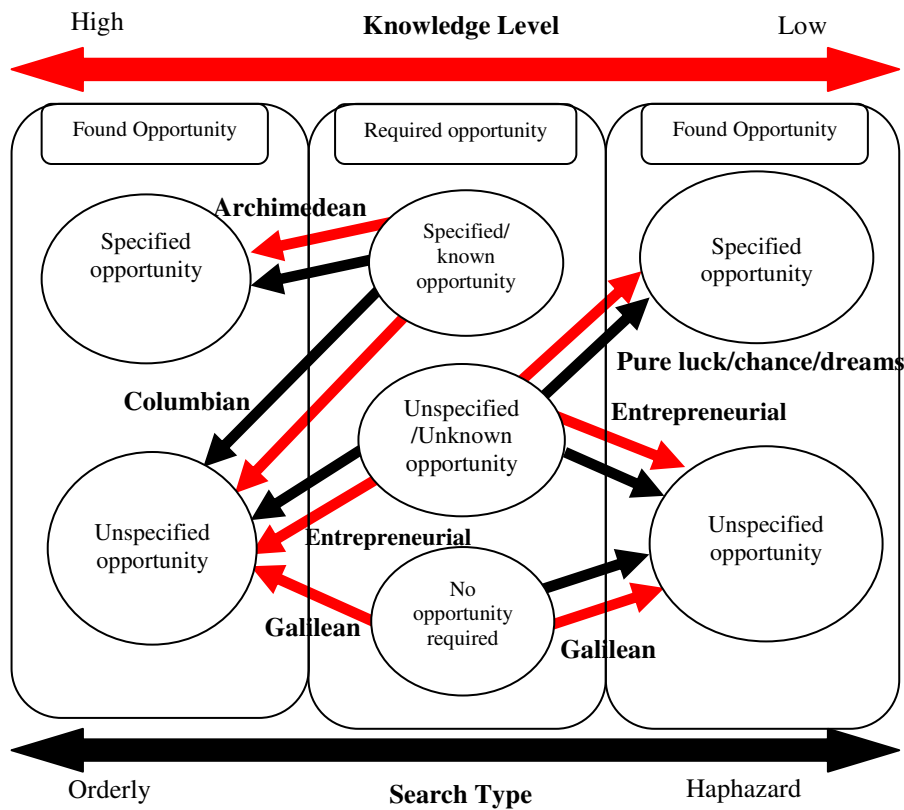 High
Knowledge Level
Low
Found Opportunity
Required opportunity
Found Opportunity
Archimedean
Specified
opportunity
Specified/
known
opportunity
Specified
opportunity
Pure luck/chance/dreams
Columbian
Unspecified
/Unknown
opportunity
Entrepreneurial
Unspecified
opportunity
Entrepreneurial
Unspecified
opportunity
No
opportunity
required
Galilean
Galilean
Orderly
Search Type
Haphazard